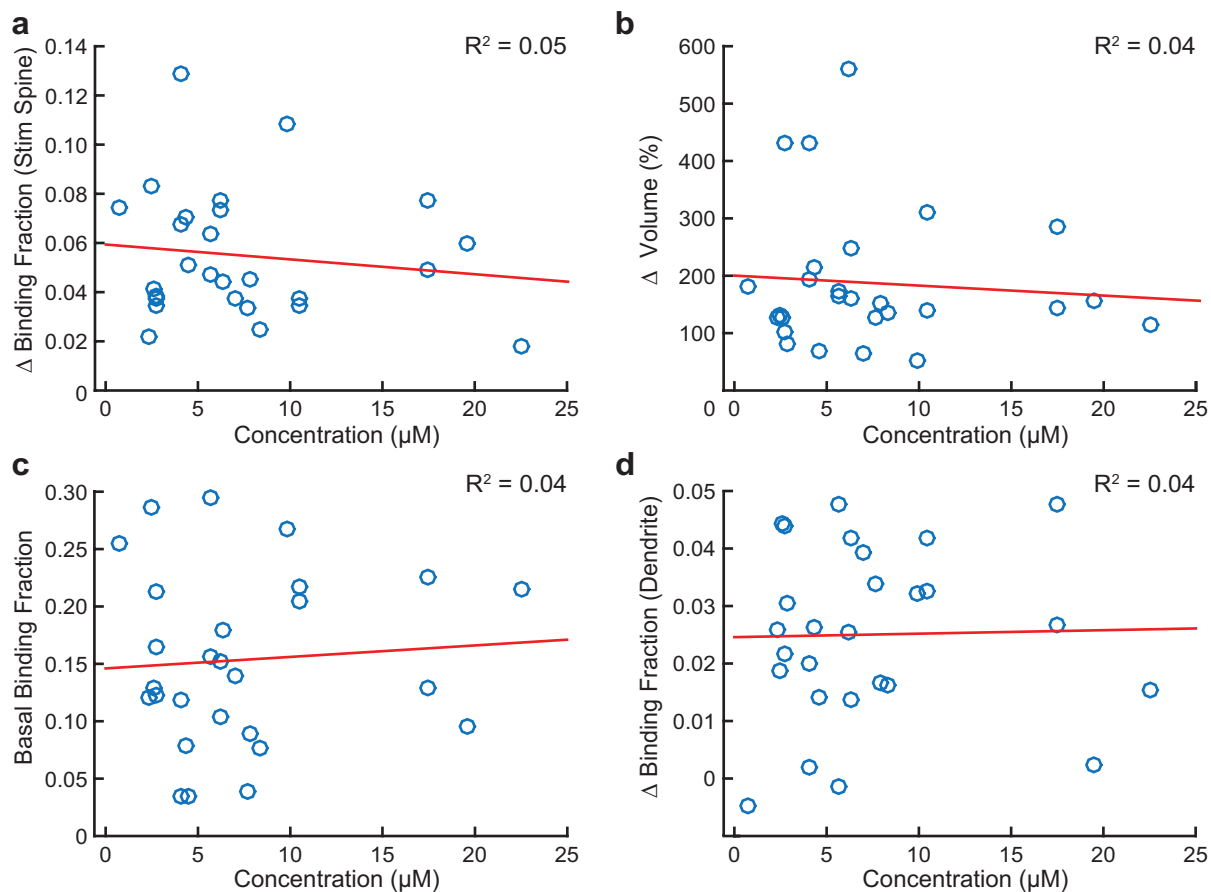 a
R² = 0.05
Δ Binding Fraction (Stim Spine)
0.14
0.12
0.10
0.08
0.06
0.04
0.02
0
0 5 10 15 20 25
Concentration (µM)
b
R² = 0.04
Δ Volume (%)
600
500
400
300
200
100
0
0 5 10 15 20 25
Concentration (µM)
c
R² = 0.04
Basal Binding Fraction
0.30
0.25
0.20
0.15
0.10
0.05
0
0 5 10 15 20 25
Concentration (µM)
d
R² = 0.04
Δ Binding Fraction (Dendrite)
0.05
0.04
0.03
0.02
0.01
0
0 5 10 15 20 25
Concentration (µM)